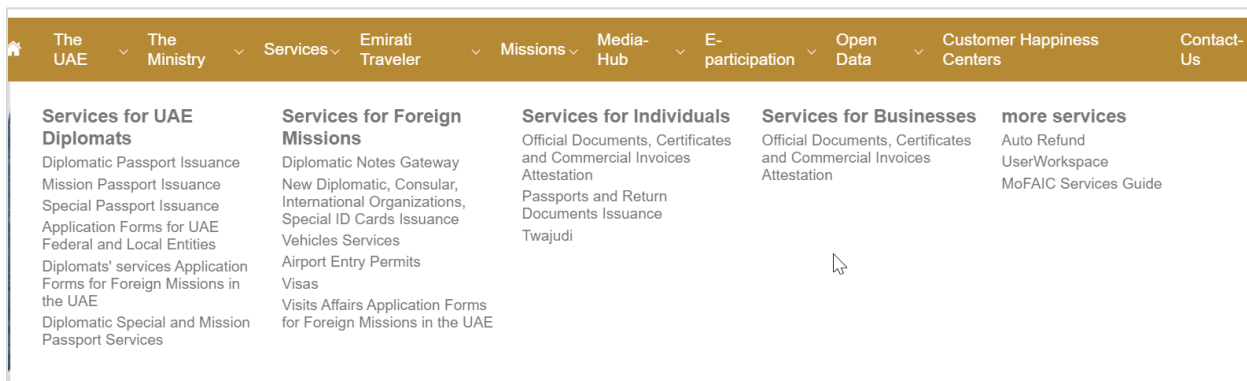 The
UAE
The
Ministry
Services
Emirati
Traveler
Missions
Media-
Hub
E-
participation
Open
Data
Customer Happiness
Centers
Contact-
Us
Services for UAE
Diplomats
Diplomatic Passport Issuance
Mission Passport Issuance
Special Passport Issuance
Application Forms for UAE
Federal and Local Entities
Diplomats' services Application
Forms for Foreign Missions in
the UAE
Diplomatic Special and Mission
Passport Services
Services for Foreign
Missions
Diplomatic Notes Gateway
New Diplomatic, Consular,
International Organizations,
Special ID Cards Issuance
Vehicles Services
Airport Entry Permits
Visas
Visits Affairs Application Forms
for Foreign Missions in the UAE
Services for Individuals
Official Documents, Certificates
and Commercial Invoices
Attestation
Passports and Return
Documents Issuance
Twajudi
Services for Businesses
Official Documents, Certificates
and Commercial Invoices
Attestation
more services
Auto Refund
UserWorkspace
MoFAIC Services Guide